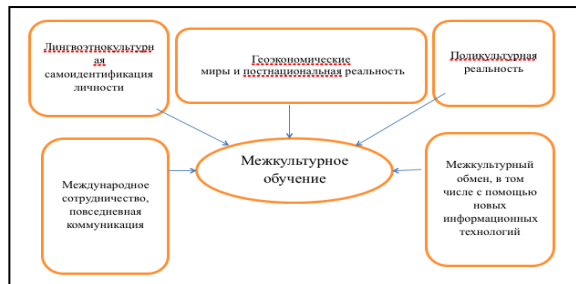 Лингвоэтнокультурн
ая
самоидентификация
личности
Геоэкономические
миры и постнациональная реальность
Поликультурная
реальность
Межкультурное
обучение
Международное
сотрудничество,
повседневная
коммуникация
Межкультурный
обмен, в том
числе с помощью
новых
информационных
технологий